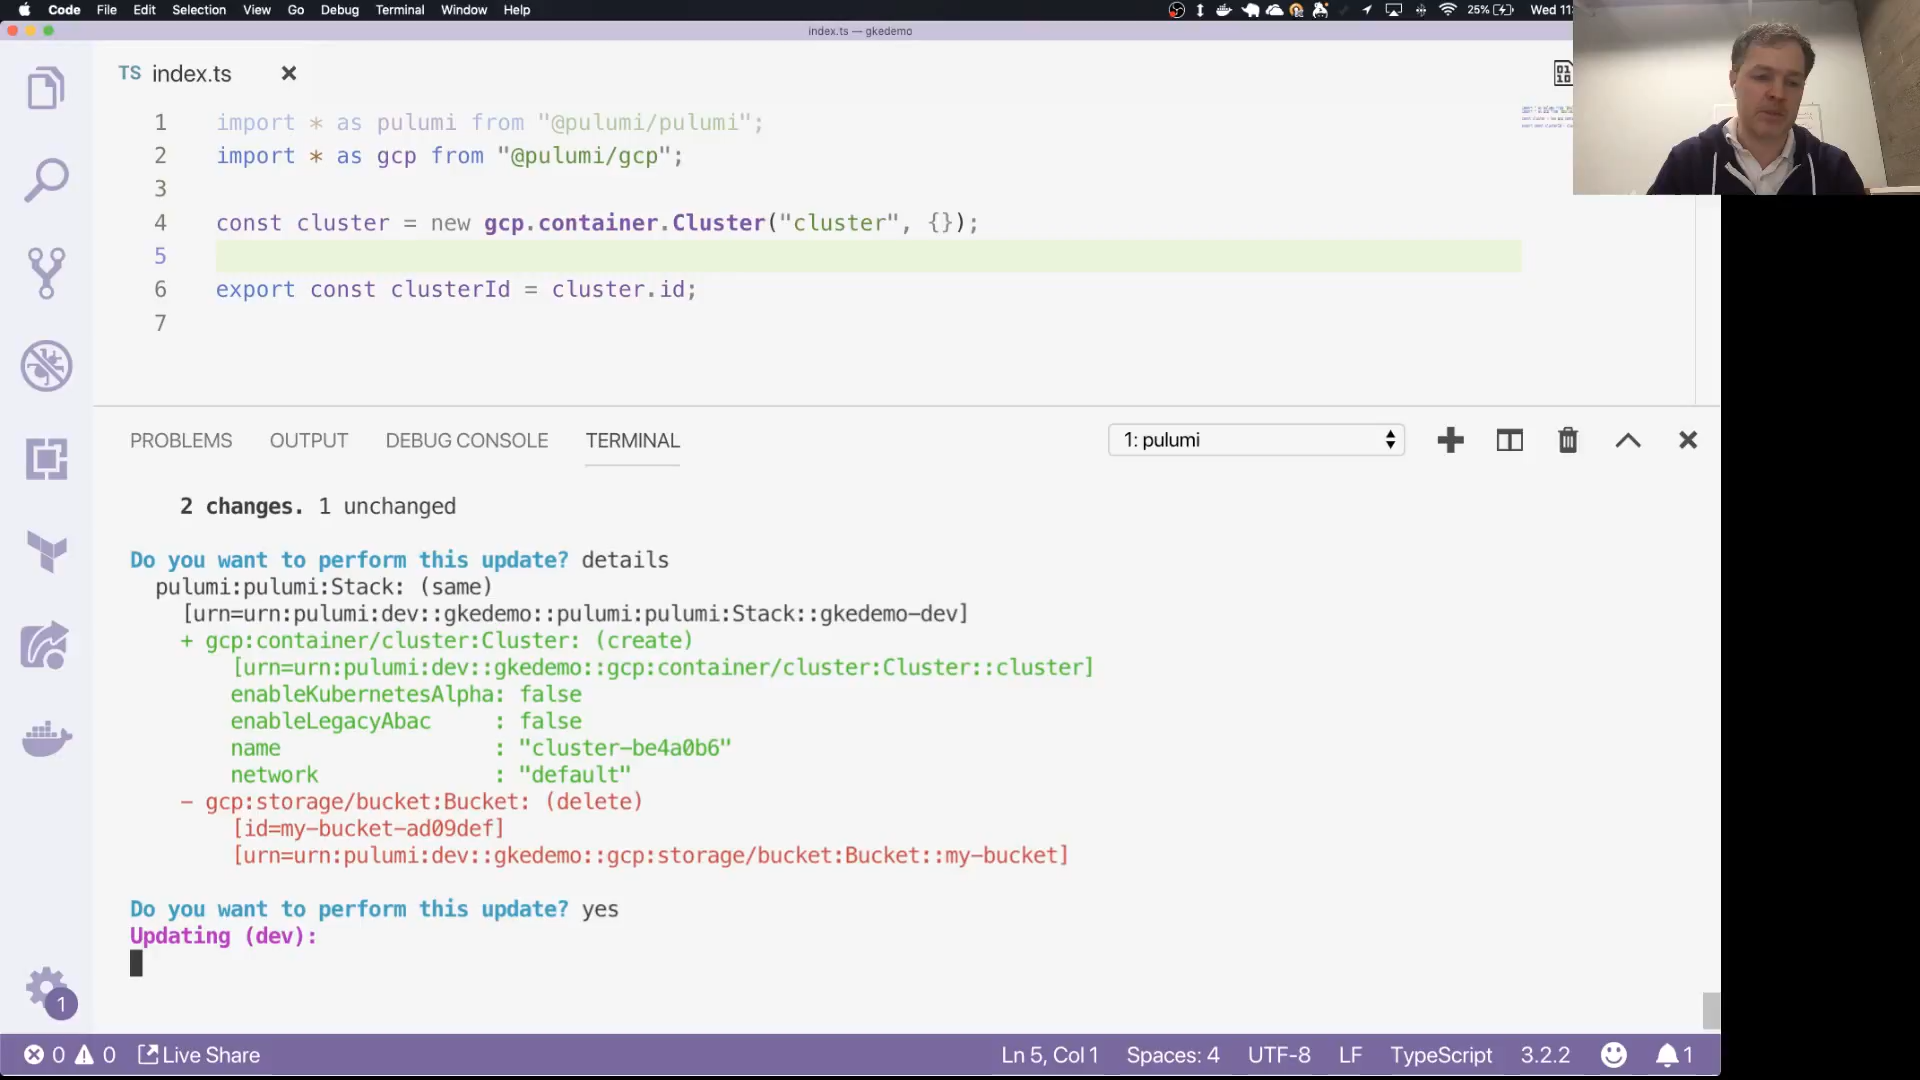 Code File Edit Selection View Go Debug Terminal Window Help
25% Wed 11:
index.ts — gkedemo
TS index.ts
1 import * as pulumi from "@pulumi/pulumi";
2 import * as gcp from "@pulumi/gcp";
3
4 const cluster = new gcp.container.Cluster("cluster", {});
5
6 export const clusterId = cluster.id;
7
PROBLEMS OUTPUT DEBUG CONSOLE TERMINAL 1: pulumi
2 changes. 1 unchanged
Do you want to perform this update? details
pulumi:pulumi:Stack: (same)
[urn=urn:pulumi:dev::gkedemo::pulumi:pulumi:Stack::gkedemo-dev]
+ gcp:container/cluster:Cluster: (create)
[urn=urn:pulumi:dev::gkedemo::gcp:container/cluster:Cluster::cluster]
enableKubernetesAlpha: false
enableLegacyAbac     : false
name                 : "cluster-be4a0b6"
network              : "default"
- gcp:storage/bucket:Bucket: (delete)
[id=my-bucket-ad09def]
[urn=urn:pulumi:dev::gkedemo::gcp:storage/bucket:Bucket::my-bucket]
Do you want to perform this update? yes
Updating (dev):
1
0 0 Live Share Ln 5, Col 1 Spaces: 4 UTF-8 LF TypeScript 3.2.2 1